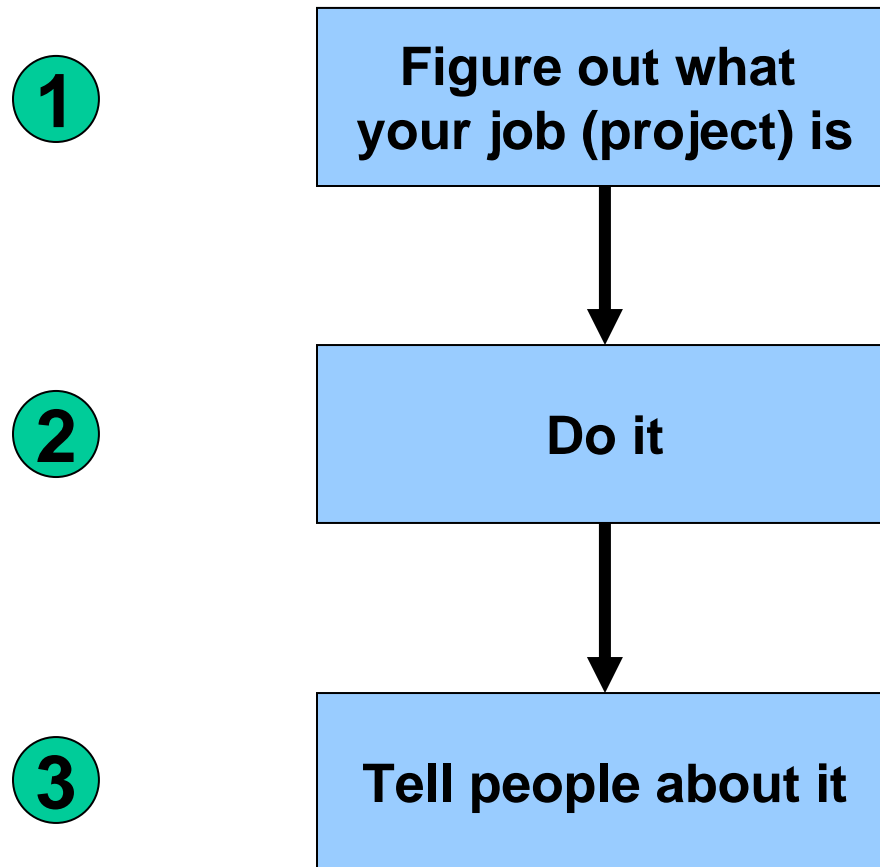 1
Figure out what
your job (project) is
2
Do it
3
Tell people about it